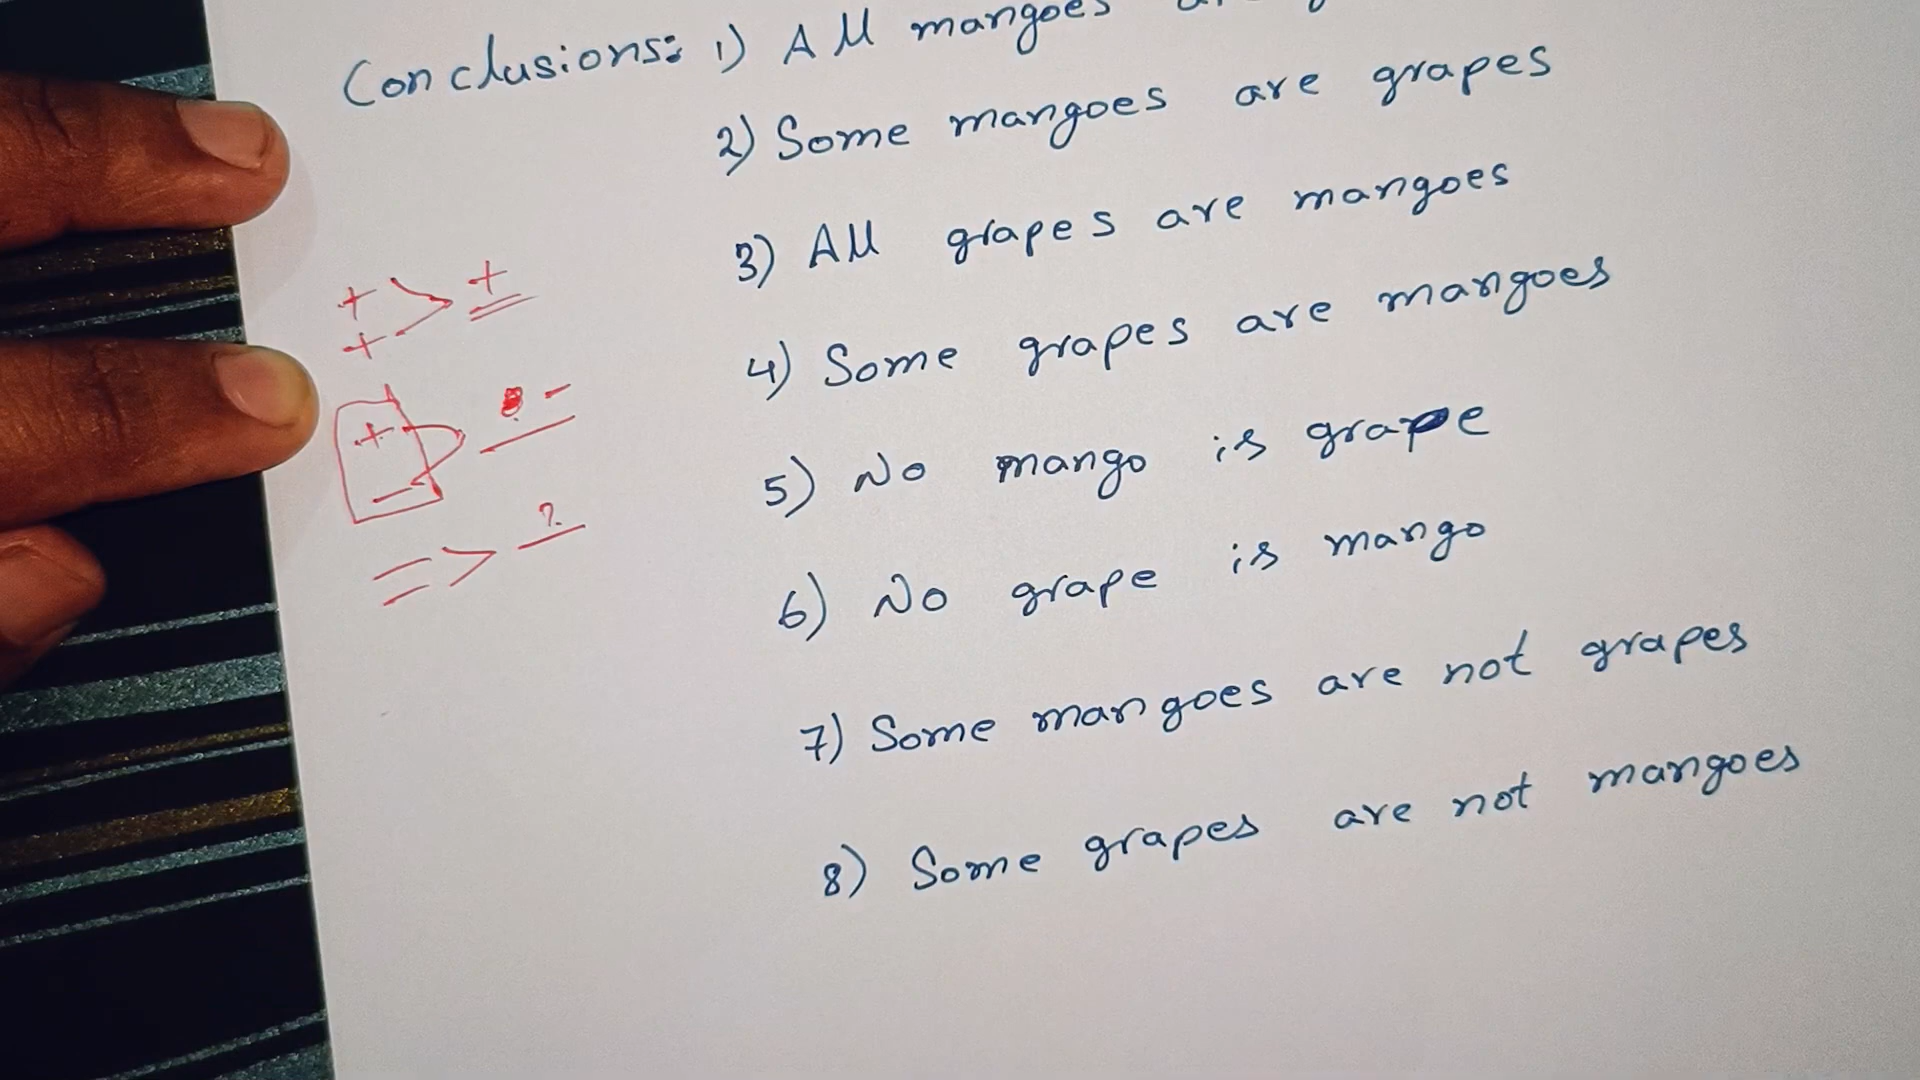 Conclusions: 1) All mangoes
2) Some mangoes are grapes
3) All grapes are mangoes
4) Some grapes are mangoes
5) No mango is grape
6) No grape is mango
7) Some mangoes are not grapes
8) Some grapes are not mangoes
+ + > +
+ - > -
= > ?